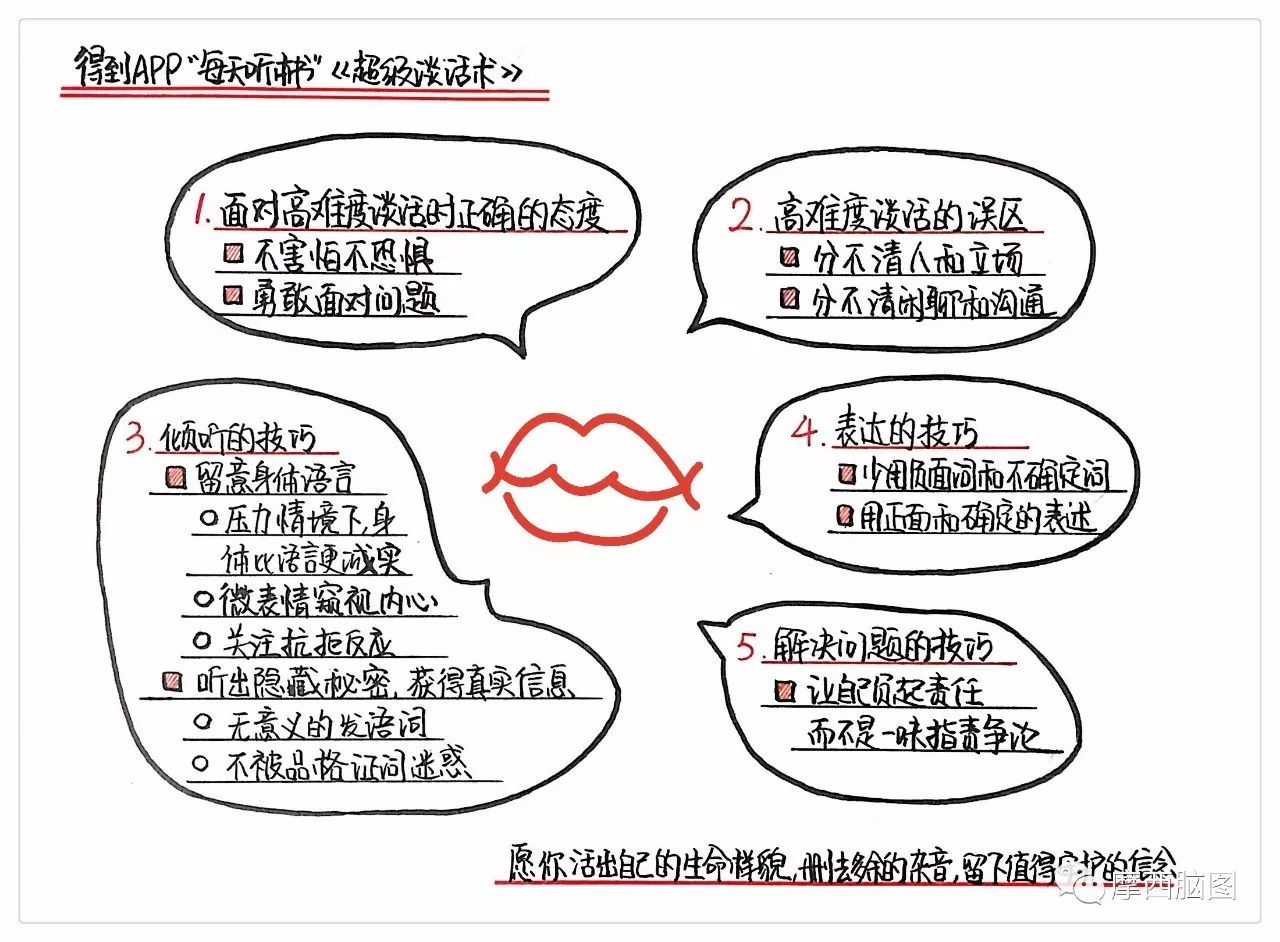 得到APP“每天听本书”《超级谈话术》
1. 面对高难度谈话时正确的态度
不害怕不恐惧
勇敢面对问题
2. 高难度谈话的误区
分不清人和立场
分不清闲聊和沟通
3. 倾听的技巧
留意身体语言
压力情境下,身
体比语言更诚实
微表情窥视内心
关注抗拒反应
听出隐藏秘密,获得真实信息
无意义的发语词
不被品格证词迷惑
4. 表达的技巧
少用负面词和不确定词
用正面和确定的表述
5. 解决问题的技巧
让自己负起责任
而不是一味指责争论
愿你活出自己的生命样貌,删去多余的杂音,留下值得守护的信念
摩西脑图